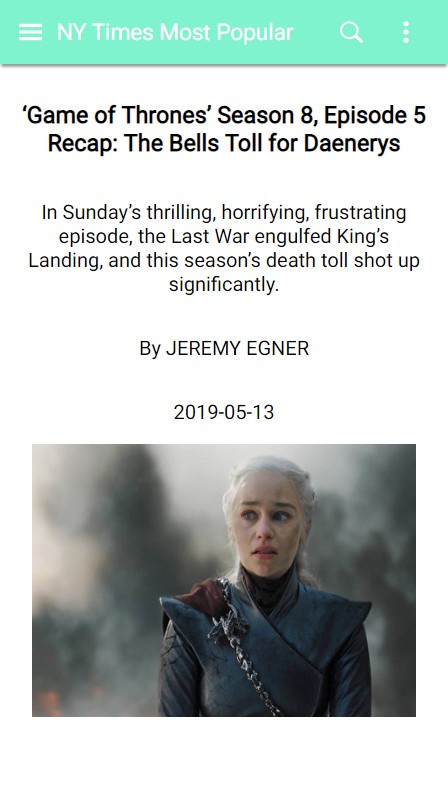 NY Times Most Popular
‘Game of Thrones’ Season 8, Episode 5
Recap: The Bells Toll for Daenerys
In Sunday’s thrilling, horrifying, frustrating
episode, the Last War engulfed King’s
Landing, and this season’s death toll shot up
significantly.
By JEREMY EGNER
2019-05-13